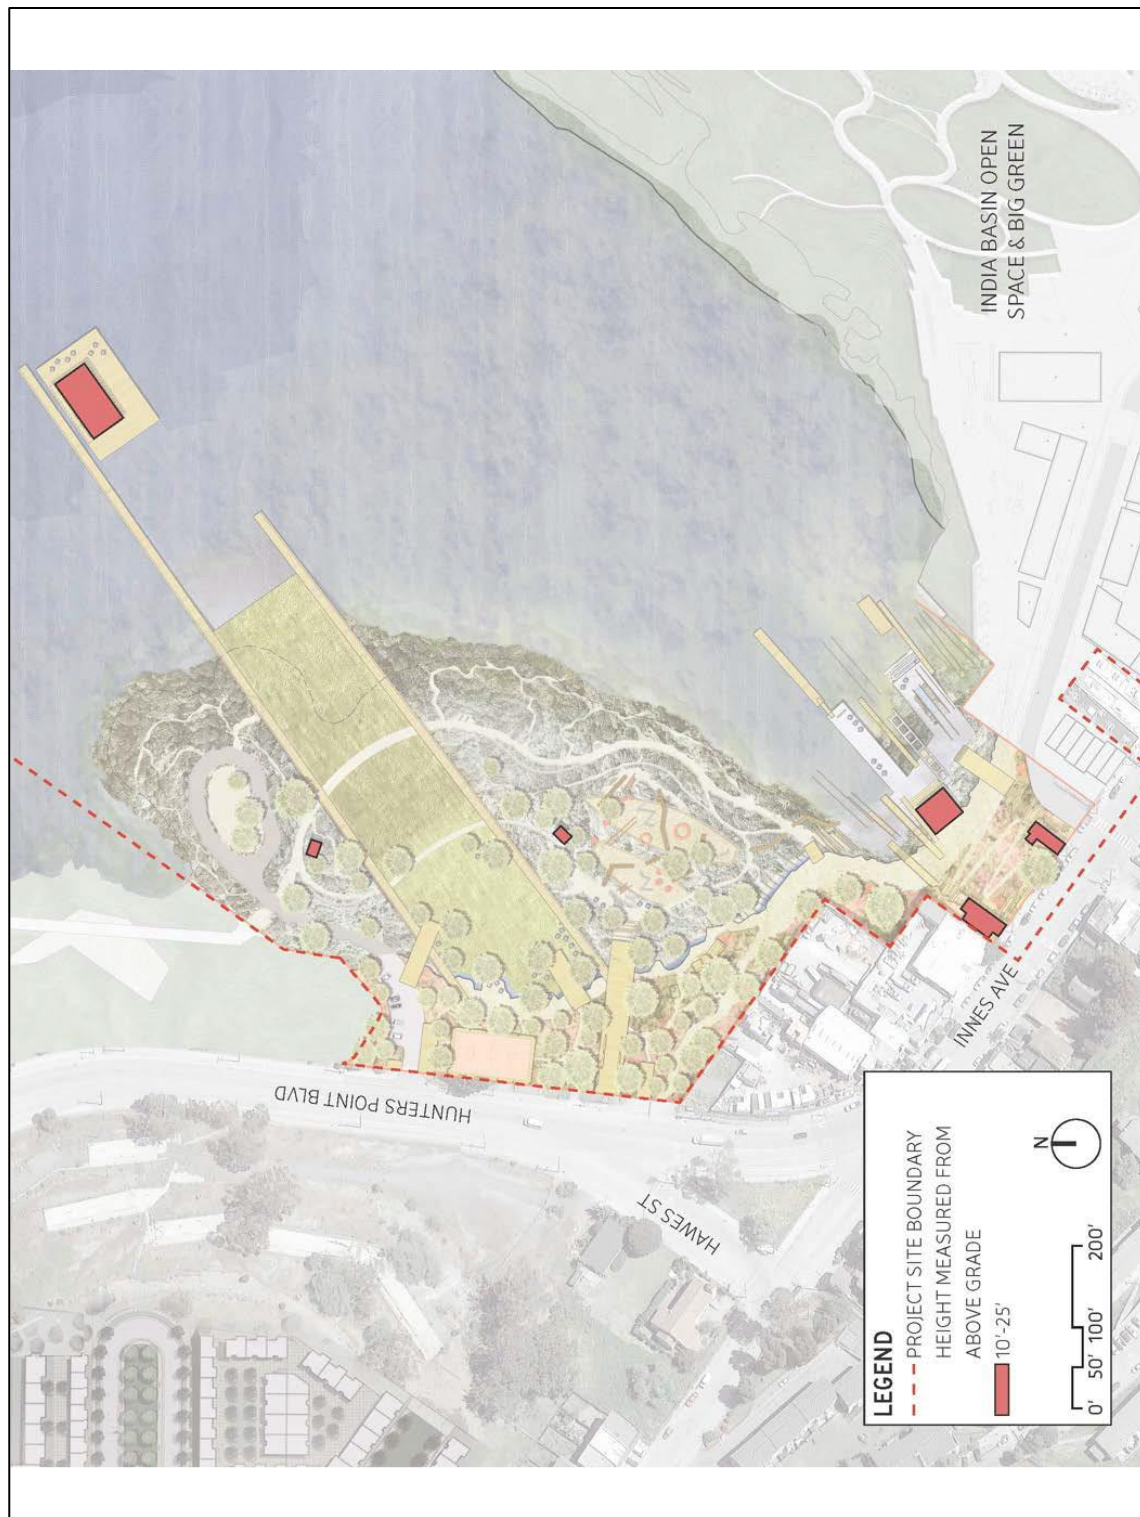 INDIA BASIN OPEN
SPACE & BIG GREEN
HUNTERS POINT BLVD
HAWES ST
INNES AVE
LEGEND
PROJECT SITE BOUNDARY
HEIGHT MEASURED FROM
ABOVE GRADE
10'-25'
N
0' 50' 100' 200'